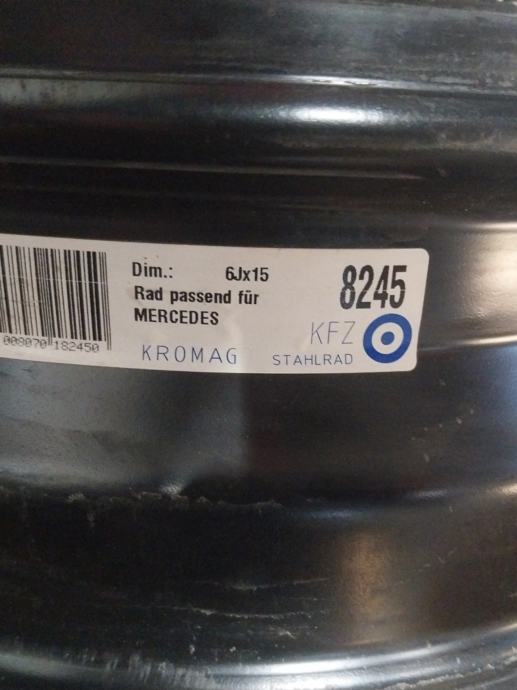 Dim.: 6Jx15
8245
Rad passend für
MERCEDES
KFZ
KROMAG STAHLRAD
008070 182450